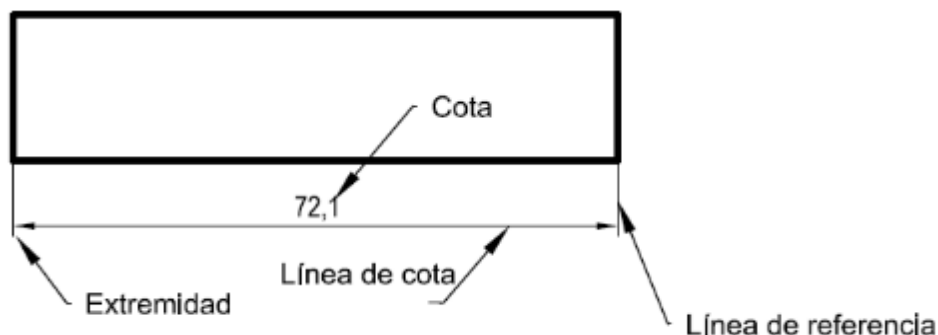 Cota
72,1
Línea de cota
Extremidad
Línea de referencia